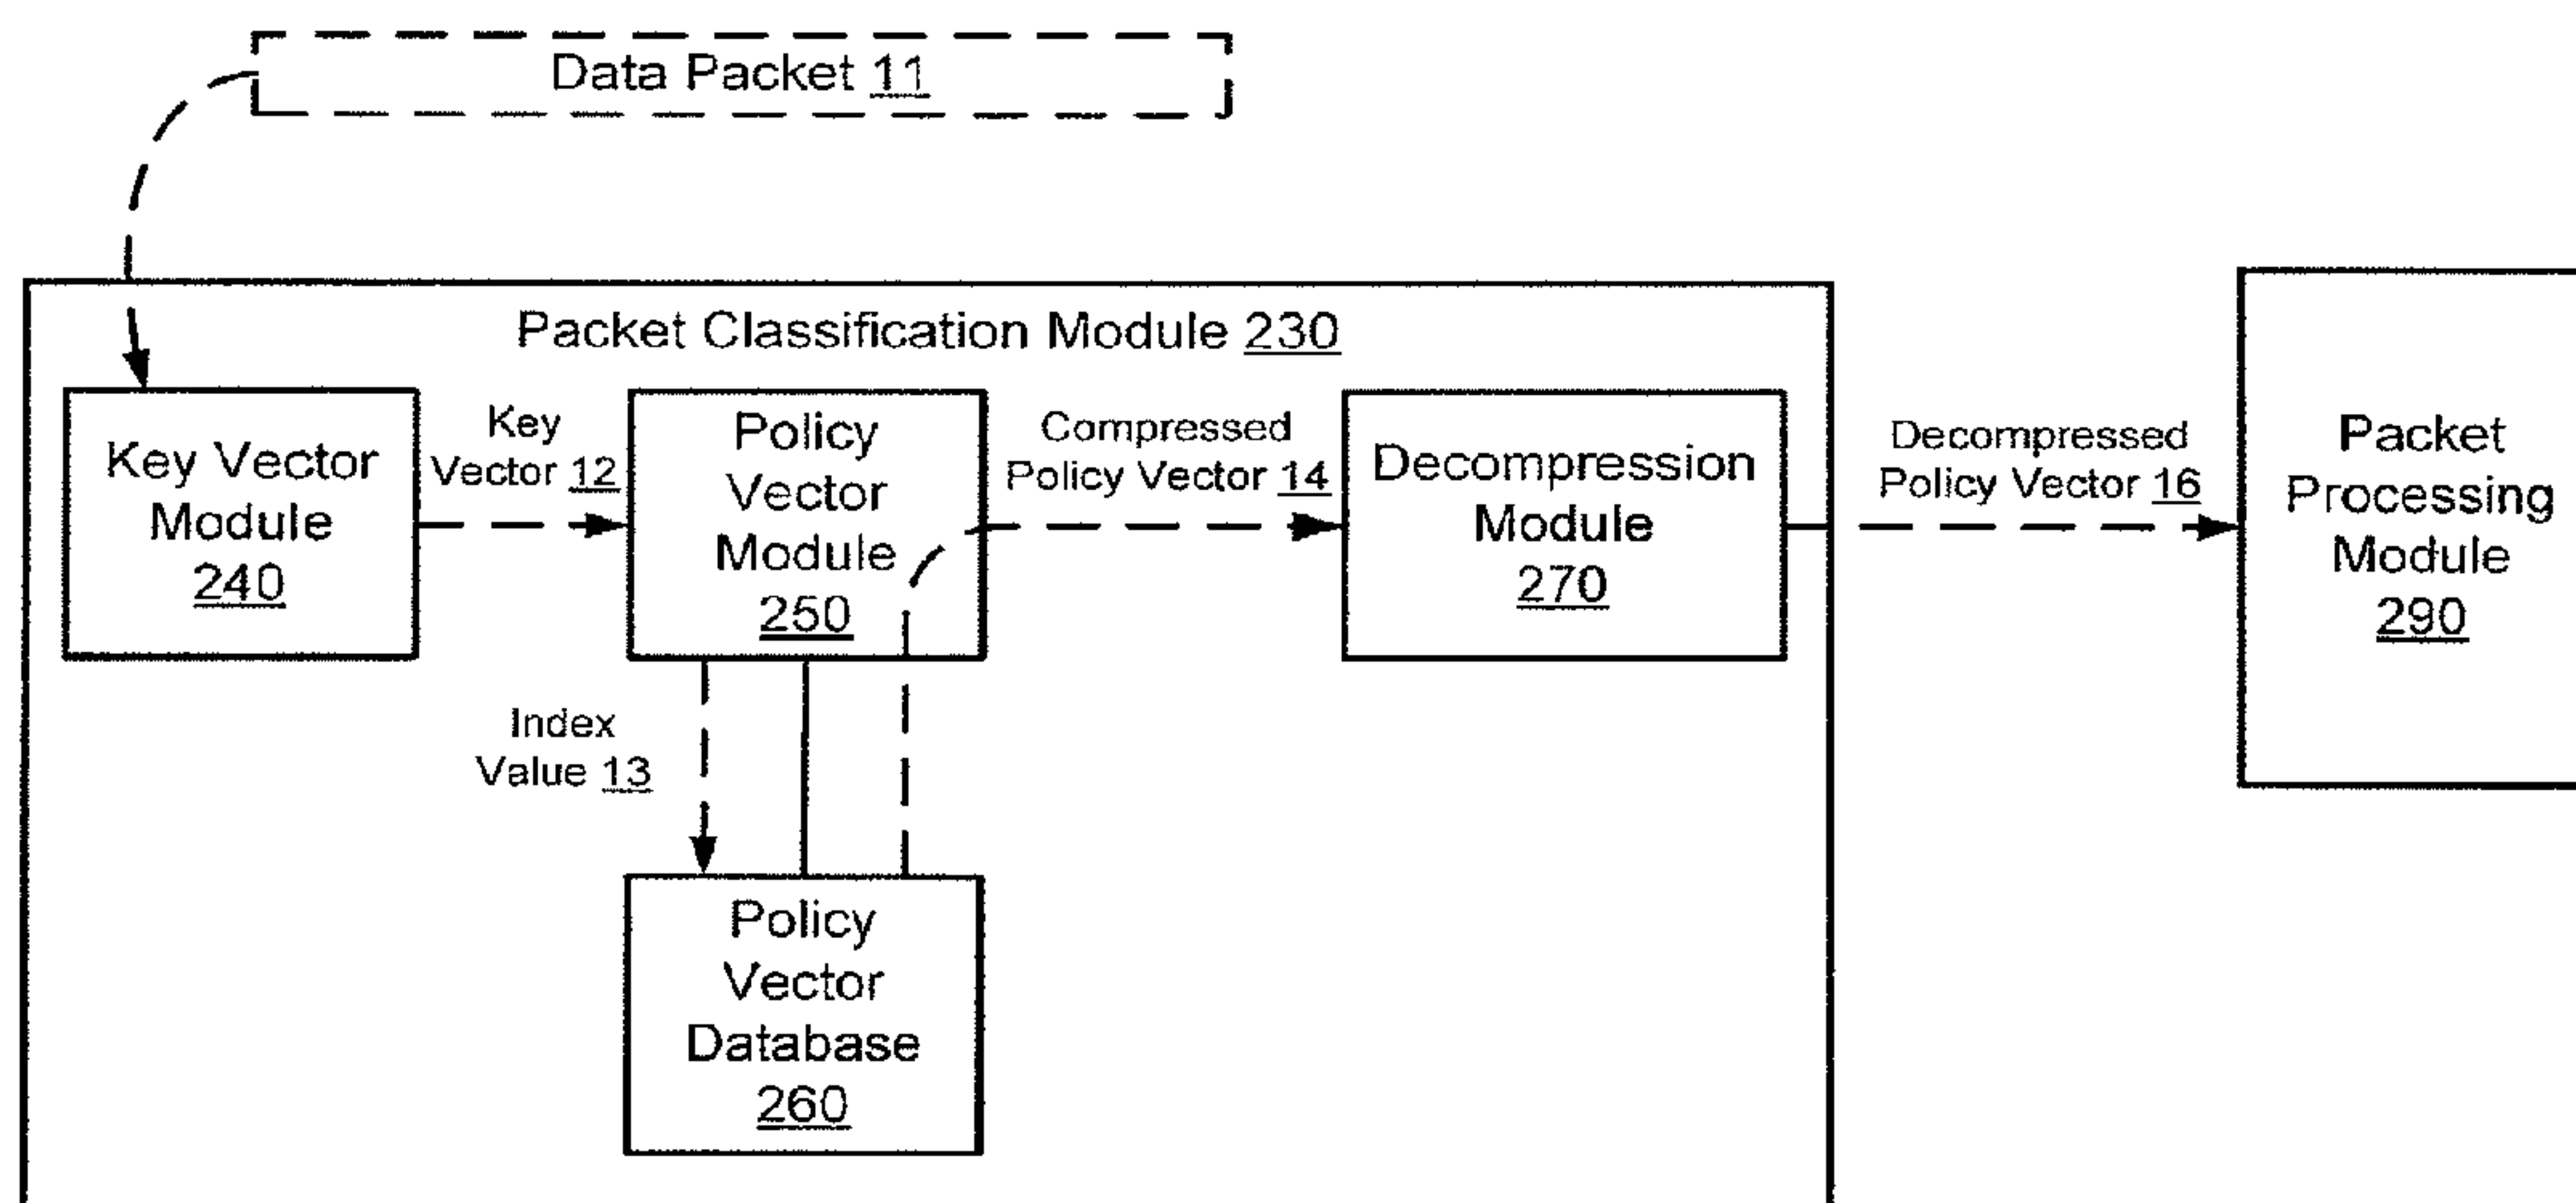 Data Packet 11
Packet Classification Module 230
Key Vector
Module
240
Key
Vector 12
Policy
Vector
Module
250
Compressed
Policy Vector 14
Decompression
Module
270
Decompressed
Policy Vector 16
Packet
Processing
Module
290
Index
Value 13
Policy
Vector
Database
260